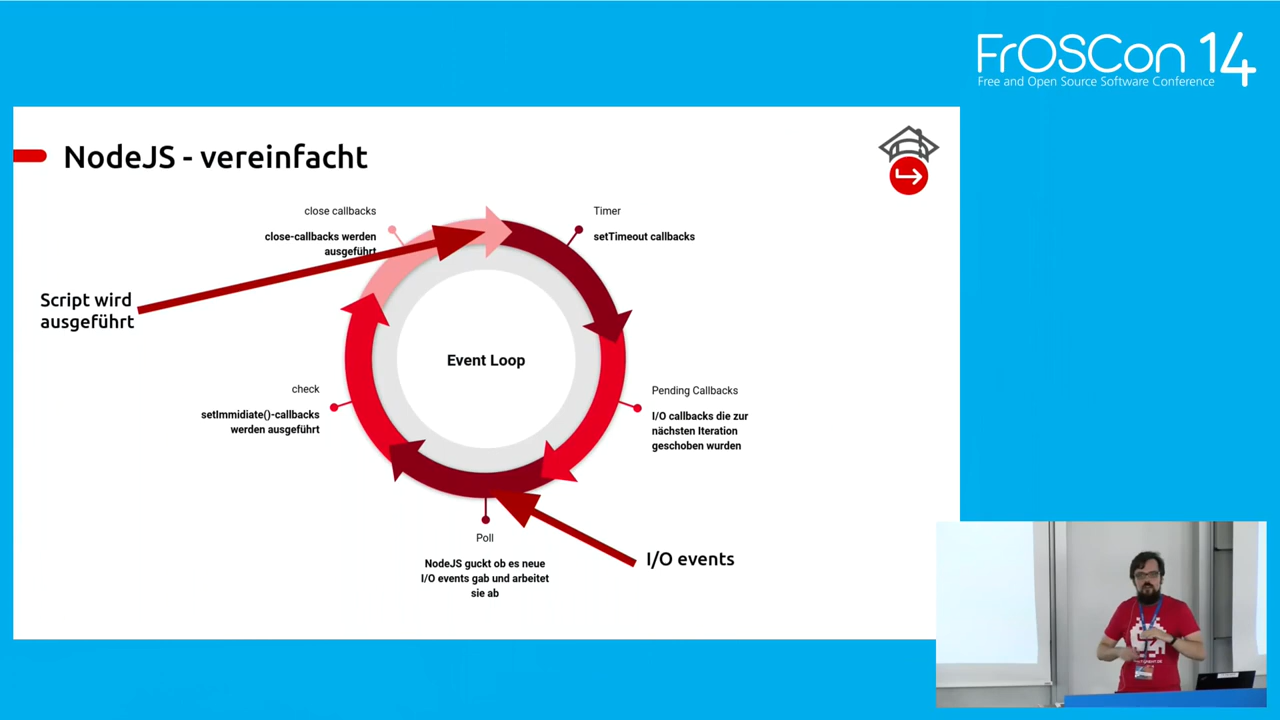 FrOSCon 14
Free and Open Source Software Conference
NodeJS - vereinfacht
close callbacks
close-callbacks werden
ausgeführt
Timer
setTimeout callbacks
Script wird
ausgeführt
Event Loop
check
setImmidiate()-callbacks
werden ausgeführt
Pending Callbacks
I/O callbacks die zur
nächsten Iteration
geschoben wurden
Poll
NodeJS guckt ob es neue
I/O events gab und arbeitet
sie ab
I/O events